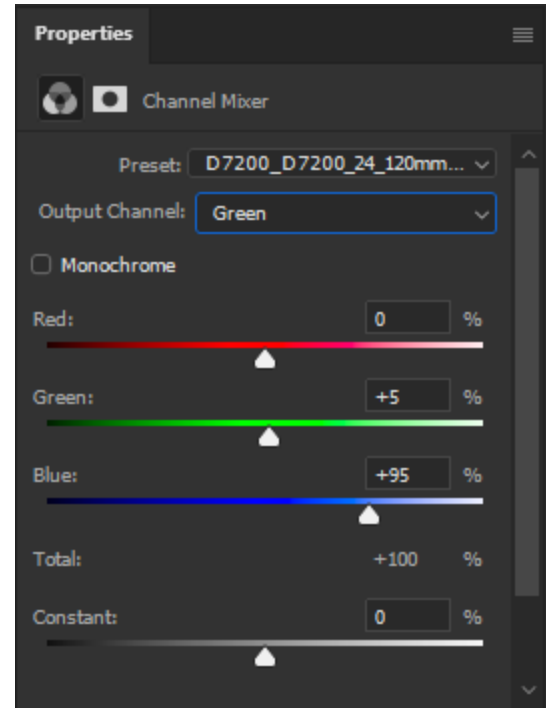 Properties
Channel Mixer
Preset: D7200_D7200_24_120mm...
Output Channel: Green
Monochrome
Red: 0 %
Green: +5 %
Blue: +95 %
Total: +100 %
Constant: 0 %